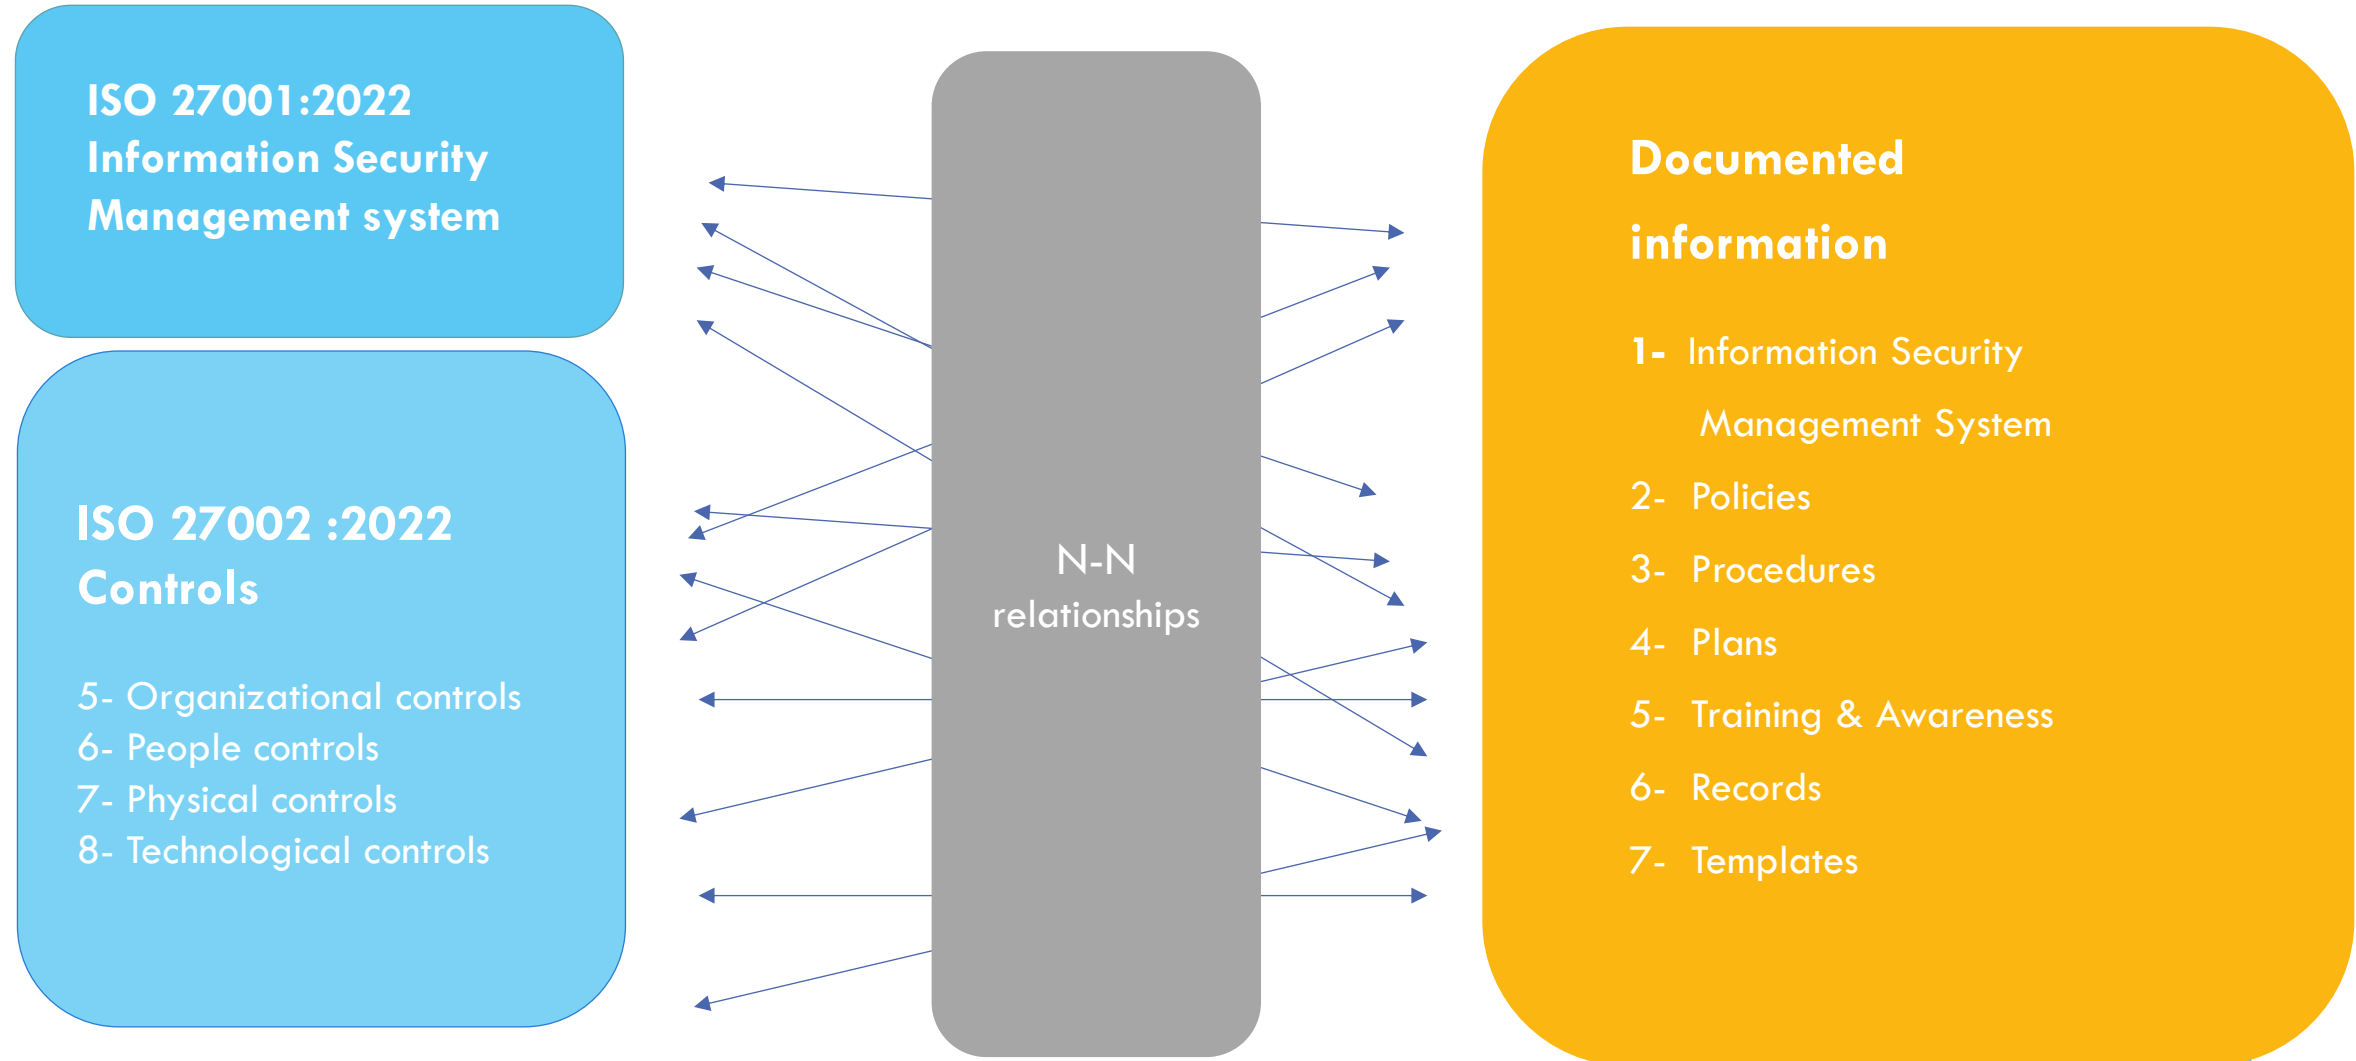 ISO 27001:2022
Information Security
Management system
ISO 27002 :2022
Controls
5- Organizational controls
6- People controls
7- Physical controls
8- Technological controls
N-N
relationships
Documented
information
1- Information Security
Management System
2- Policies
3- Procedures
4- Plans
5- Training & Awareness
6- Records
7- Templates